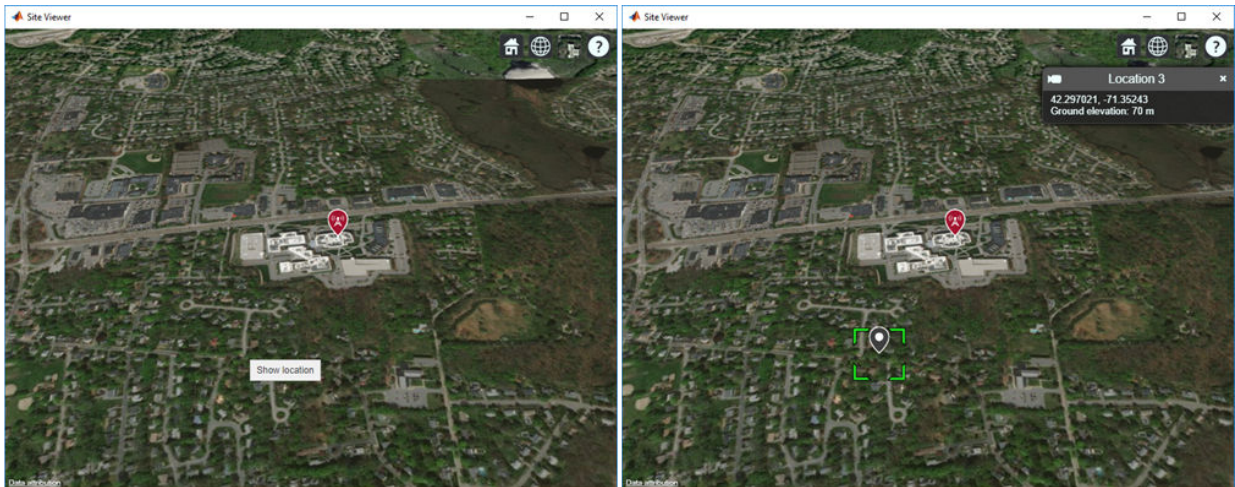 Site Viewer
?
Show location
Data attribution
Site Viewer
?
Location 3
42.297021, -71.35243
Ground elevation: 70 m
Data attribution